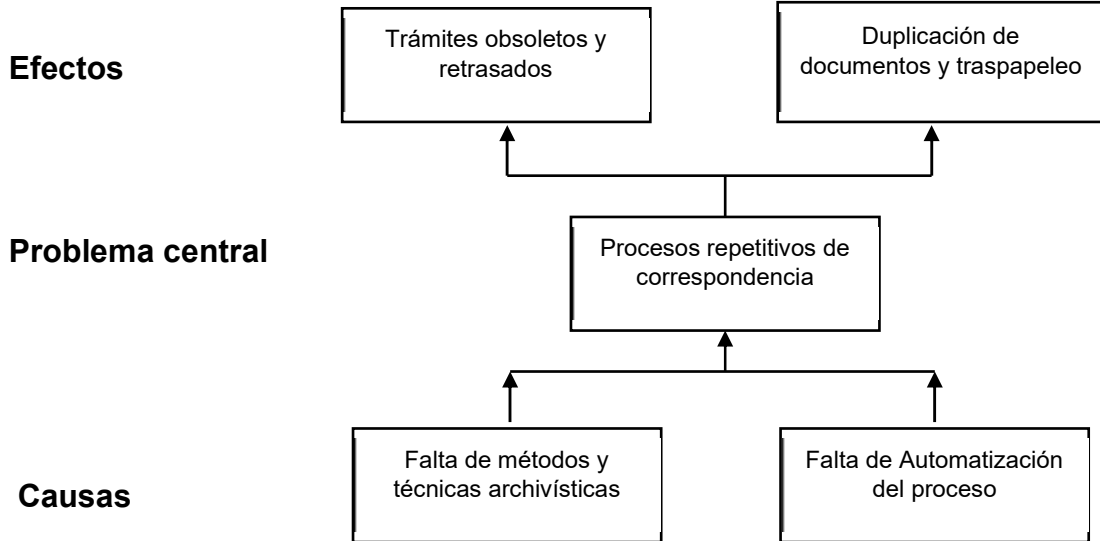 Efectos
Trámites obsoletos y
retrasados
Duplicación de
documentos y traspapeleo
Problema central
Procesos repetitivos de
correspondencia
Causas
Falta de métodos y
técnicas archivísticas
Falta de Automatización
del proceso